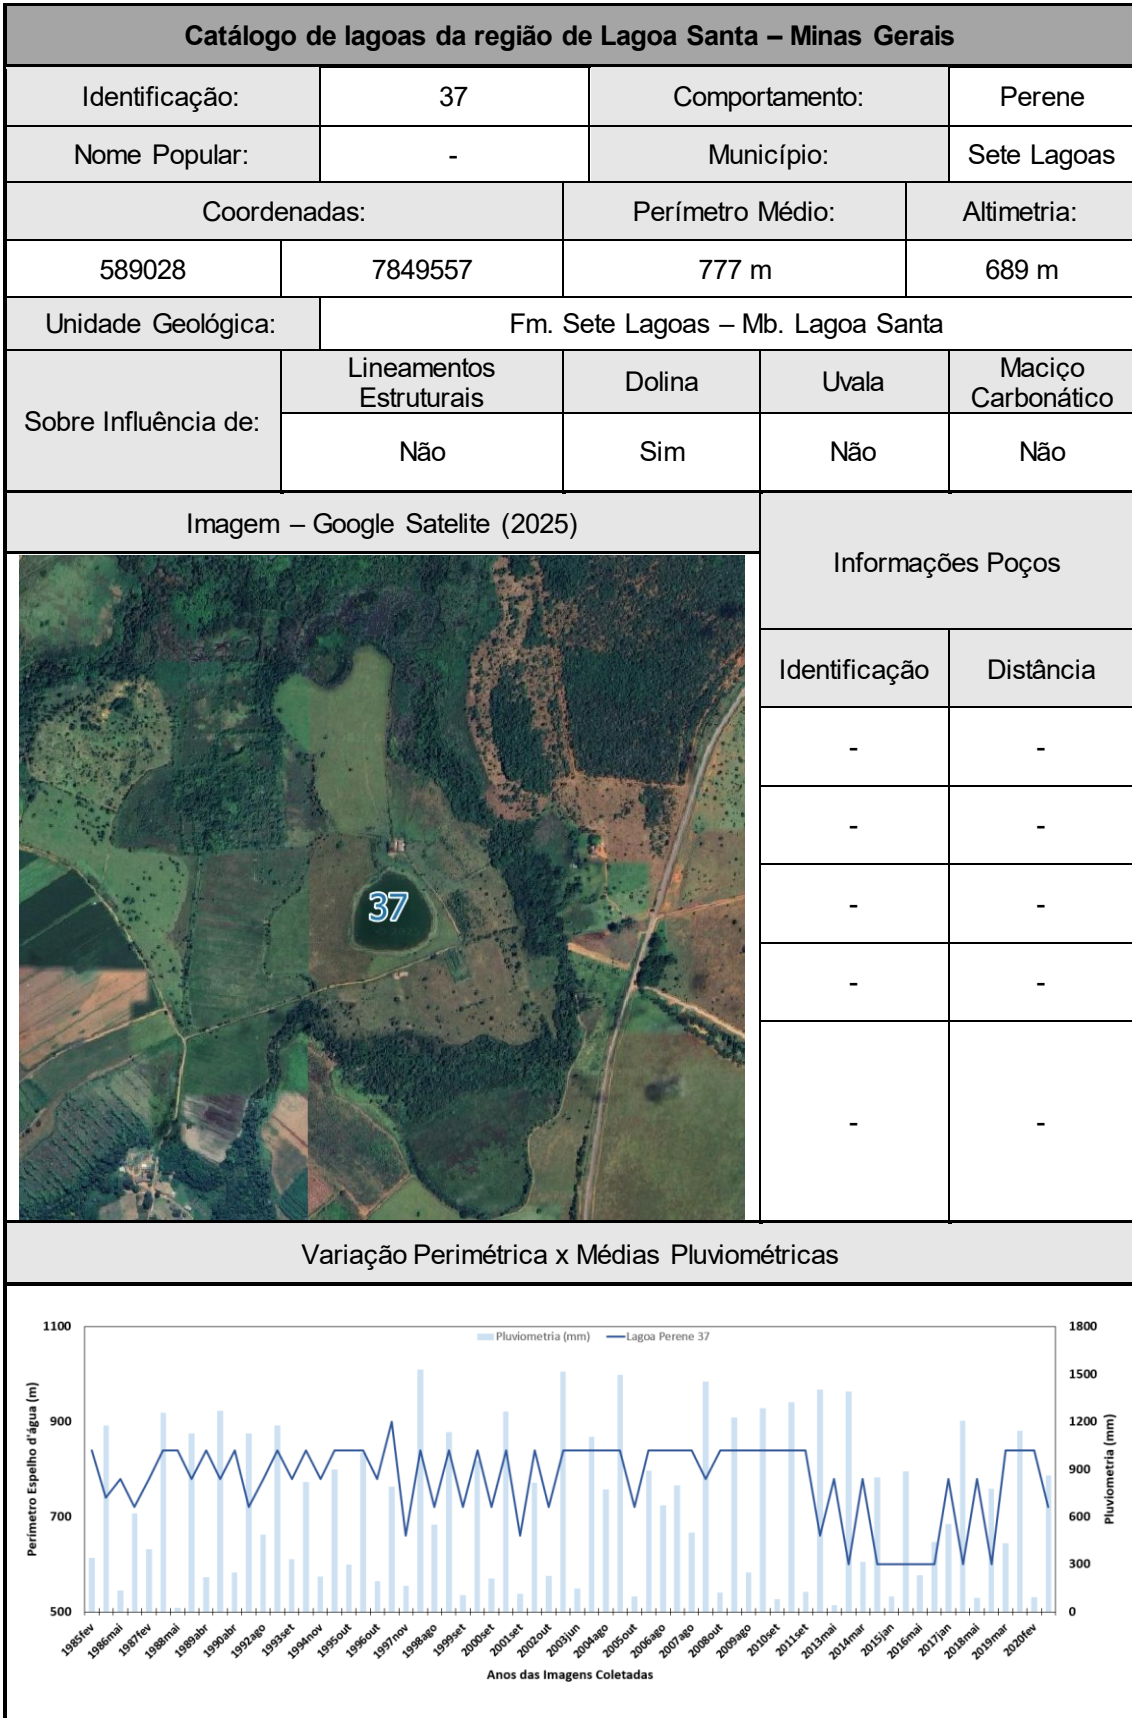 Catálogo de lagoas da região de Lagoa Santa – Minas Gerais
Identificação: 37 Comportamento: Perene
Nome Popular: - Município: Sete Lagoas
Coordenadas: Perímetro Médio: Altimetria:
589028 7849557 777 m 689 m
Unidade Geológica: Fm. Sete Lagoas – Mb. Lagoa Santa
Sobre Influência de:
Lineamentos Estruturais Dolina Uvala Maciço Carbonático
Não Sim Não Não
Imagem – Google Satelite (2025)
Informações Poços
Identificação Distância
- -
- -
- -
- -
- -
37
Variação Perimétrica x Médias Pluviométricas
Pluviometria (mm) Lagoa Perene 37
Perímetro Espelho d'água (m)
1100
900
700
500
1800
1500
1200
900
600
300
0
Pluviometria (mm)
1985fev 1986mai 1987fev 1988mai 1989abr 1990abr 1992ago 1993set 1994nov 1995out 1996out 1997nov 1998ago 1999set 2000set 2001set 2002out 2003jun 2004ago 2005out 2006ago 2007ago 2008out 2009ago 2010set 2011set 2013mai 2014mar 2015jan 2016mai 2017jan 2018mai 2019mar 2020fev
Anos das Imagens Coletadas